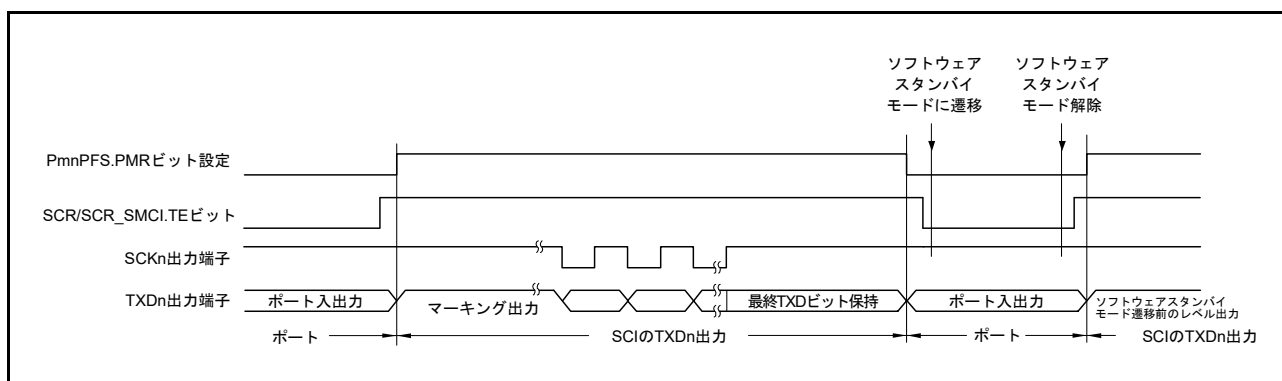 ソフトウェア
スタンバイ
モードに遷移
ソフトウェア
スタンバイ
モード解除
PmnPFS.PMRビット設定
SCR/SCR_SMCI.TEビット
SCKn出力端子
TXDn出力端子
ポート入出力
マーキング出力
最終TXDビット保持
ポート入出力
ソフトウェアスタンバイ
モード遷移前のレベル出力
ポート
SCIのTXDn出力
ポート
SCIのTXDn出力